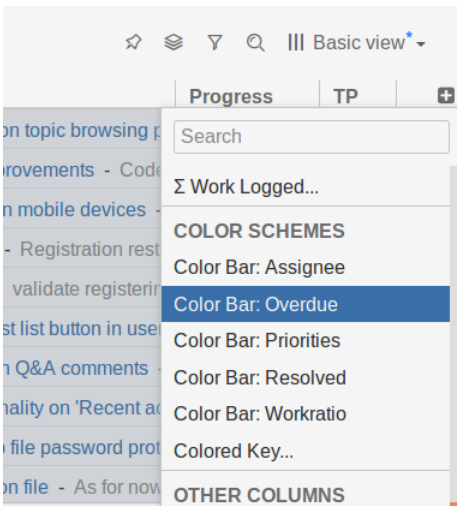 Basic view*
Progress TP
on topic browsing p
Search
provements - Code
Σ Work Logged...
n mobile devices -
COLOR SCHEMES
- Registration rest
Color Bar: Assignee
validate registerin
Color Bar: Overdue
st list button in use
Color Bar: Priorities
n Q&A comments -
Color Bar: Resolved
nality on 'Recent ac
Color Bar: Workratio
file password prot
Colored Key...
on file - As for now
OTHER COLUMNS